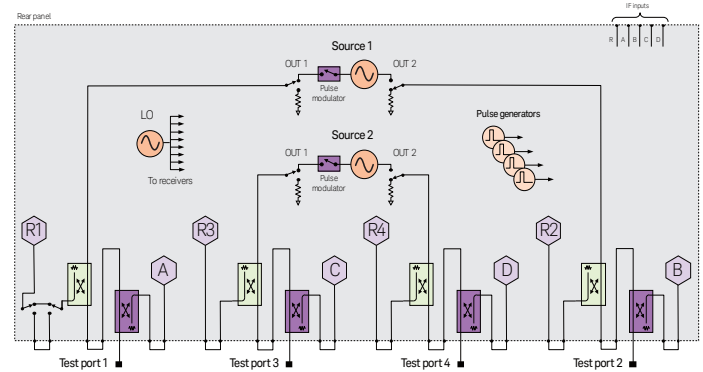 Rear panel
IF inputs
R A B C D
Source 1
OUT 1
OUT 2
Pulse
modulator
LO
To receivers
Pulse generators
Source 2
OUT 1
OUT 2
Pulse
modulator
R1
A
R3
C
R4
D
R2
B
Test port 1
Test port 3
Test port 4
Test port 2